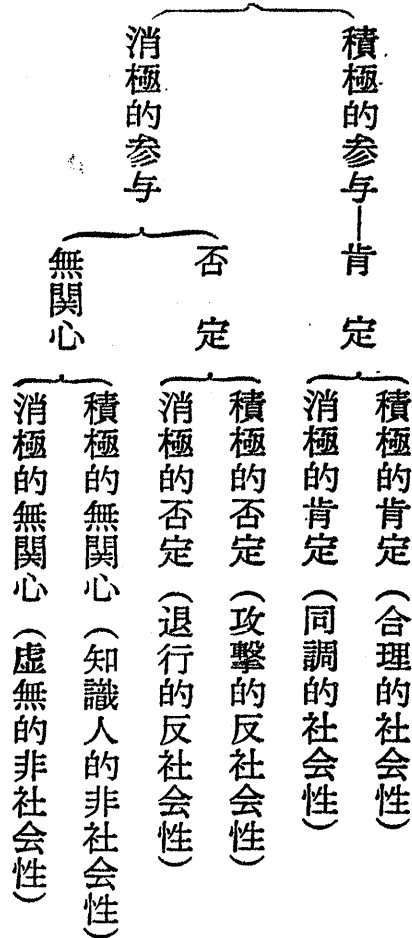 積極的参与―肯定
積極的肯定（合理的社会性）
消極的肯定（同調的社会性）
消極的参与
否定
積極的否定（攻撃的反社会性）
消極的否定（退行的反社会性）
無関心
積極的無関心（知識人的非社会性）
消極的無関心（虚無的非社会性）